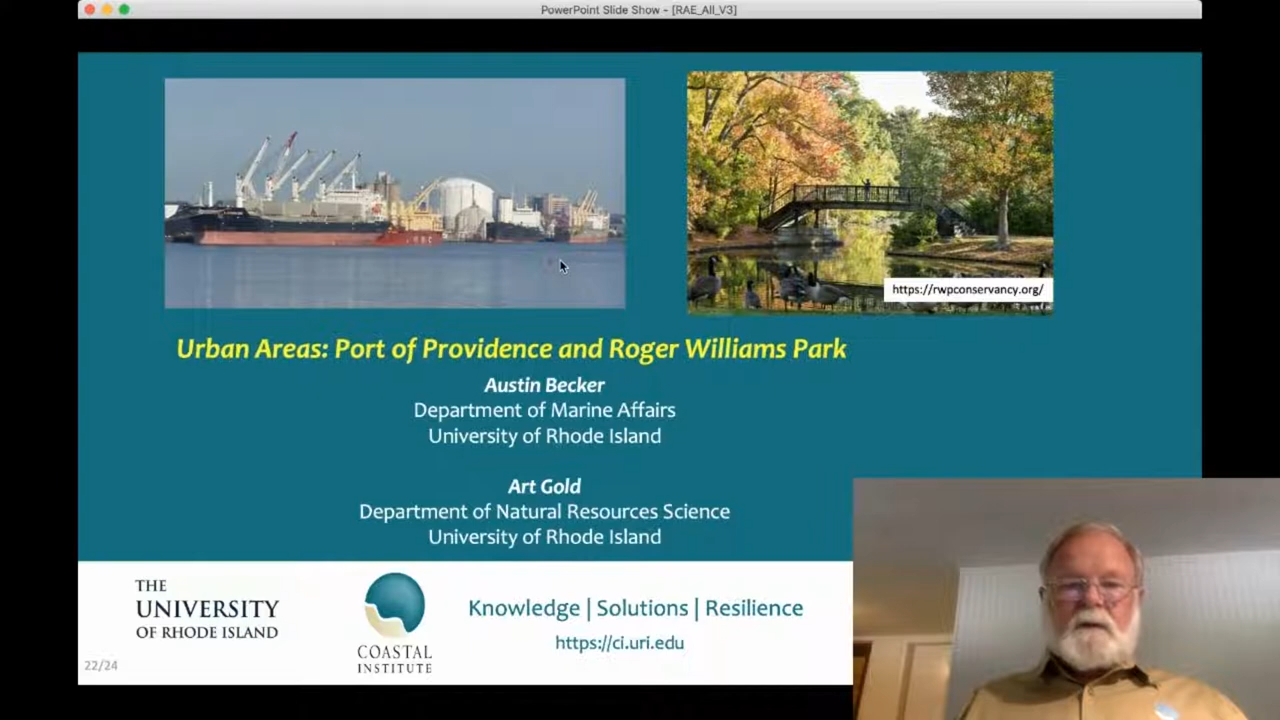 PowerPoint Slide Show - [RAE_All_V3]
https://rwpconservancy.org/
Urban Areas: Port of Providence and Roger Williams Park
Austin Becker
Department of Marine Affairs
University of Rhode Island
Art Gold
Department of Natural Resources Science
University of Rhode Island
THE
UNIVERSITY
OF RHODE ISLAND
COASTAL
INSTITUTE
Knowledge | Solutions | Resilience
https://ci.uri.edu
22/24